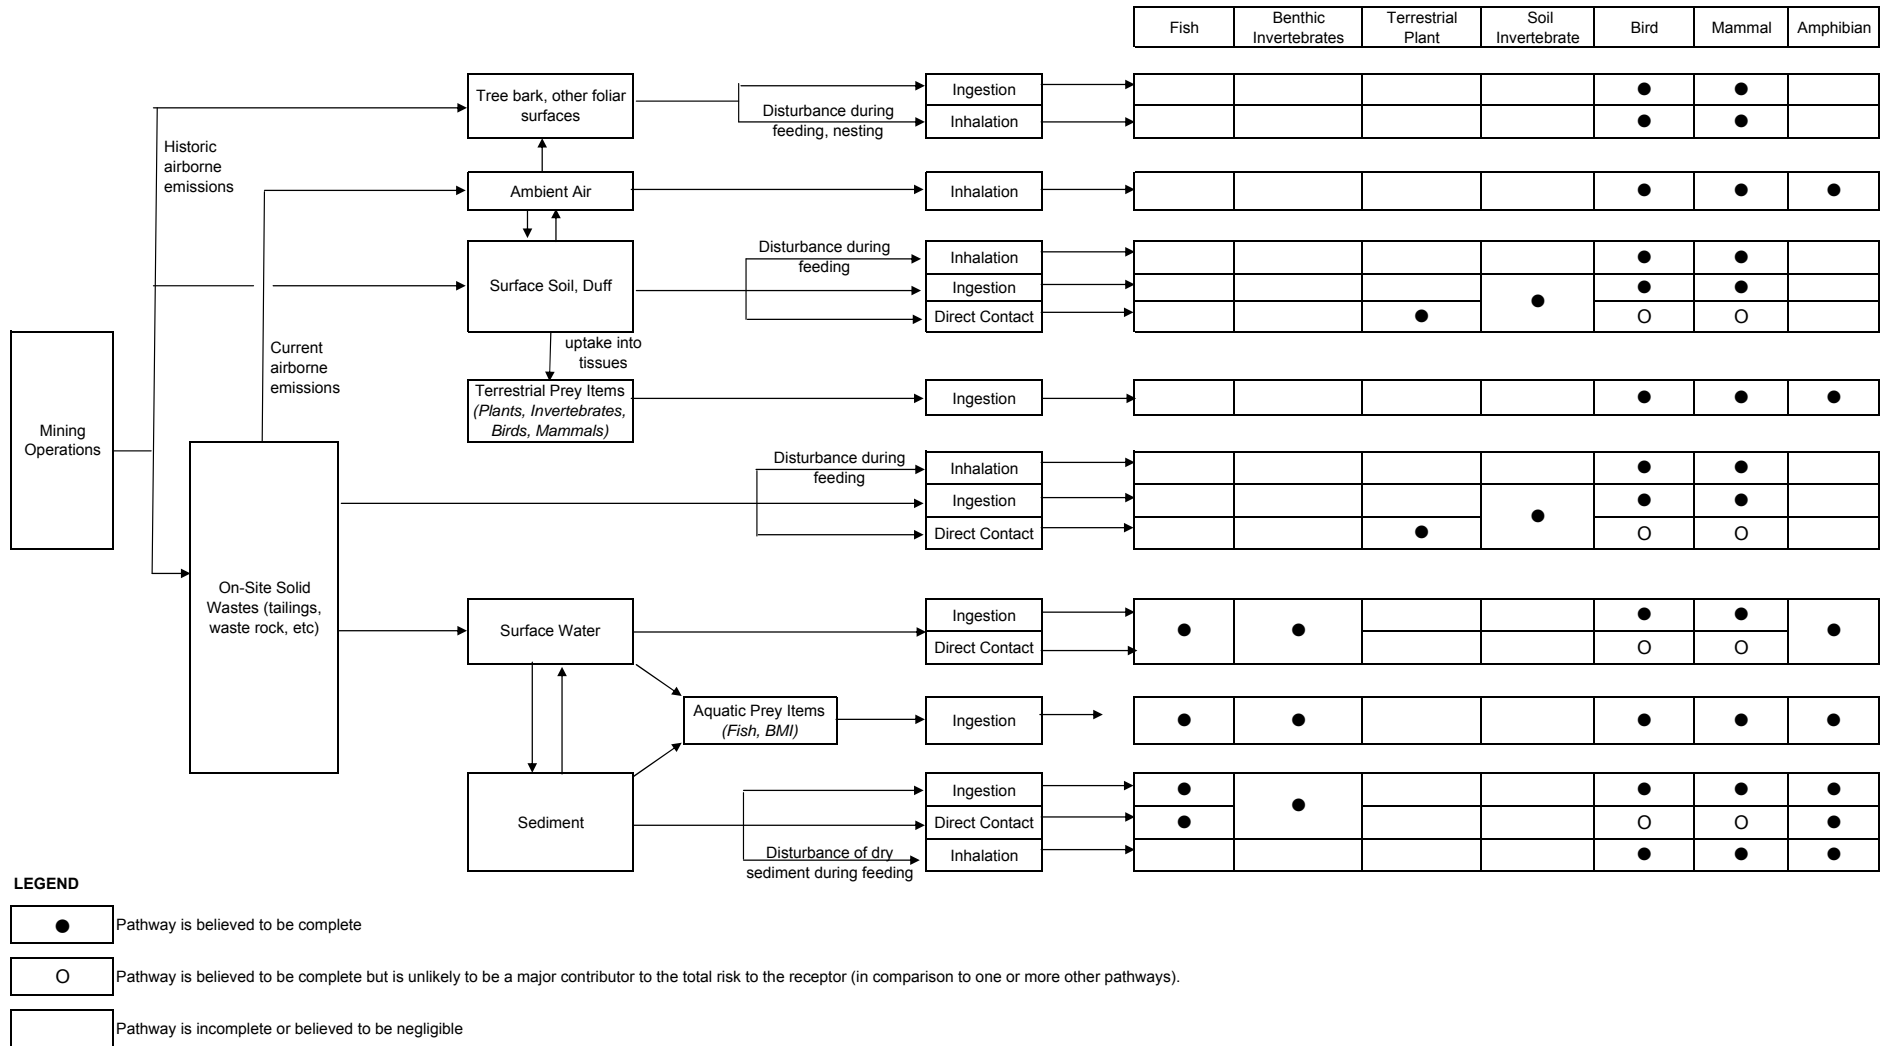 Fish
Benthic
Invertebrates
Terrestrial
Plant
Soil
Invertebrate
Bird
Mammal
Amphibian
Tree bark, other foliar
surfaces
Disturbance during
feeding, nesting
Ingestion
● ●
Inhalation
● ●
Historic
airborne
emissions
Ambient Air
Inhalation
● ● ●
Surface Soil, Duff
Disturbance during
feeding
Inhalation
● ●
Ingestion
● ● ●
Direct Contact
● O O
uptake into
tissues
Current
airborne
emissions
Terrestrial Prey Items
(Plants, Invertebrates,
Birds, Mammals)
Ingestion
● ● ●
Mining
Operations
Disturbance during
feeding
Inhalation
● ●
Ingestion
● ● ●
Direct Contact
● O O
On-Site Solid
Wastes (tailings,
waste rock, etc)
Surface Water
Ingestion
● ● ● ● ●
Direct Contact
O O
Aquatic Prey Items
(Fish, BMI)
Ingestion
● ● ● ● ●
Sediment
Ingestion
● ● ● ● ●
Direct Contact
● O O ●
Disturbance of dry
sediment during feeding
Inhalation
● ● ●
LEGEND
● Pathway is believed to be complete
O Pathway is believed to be complete but is unlikely to be a major contributor to the total risk to the receptor (in comparison to one or more other pathways).
Pathway is incomplete or believed to be negligible